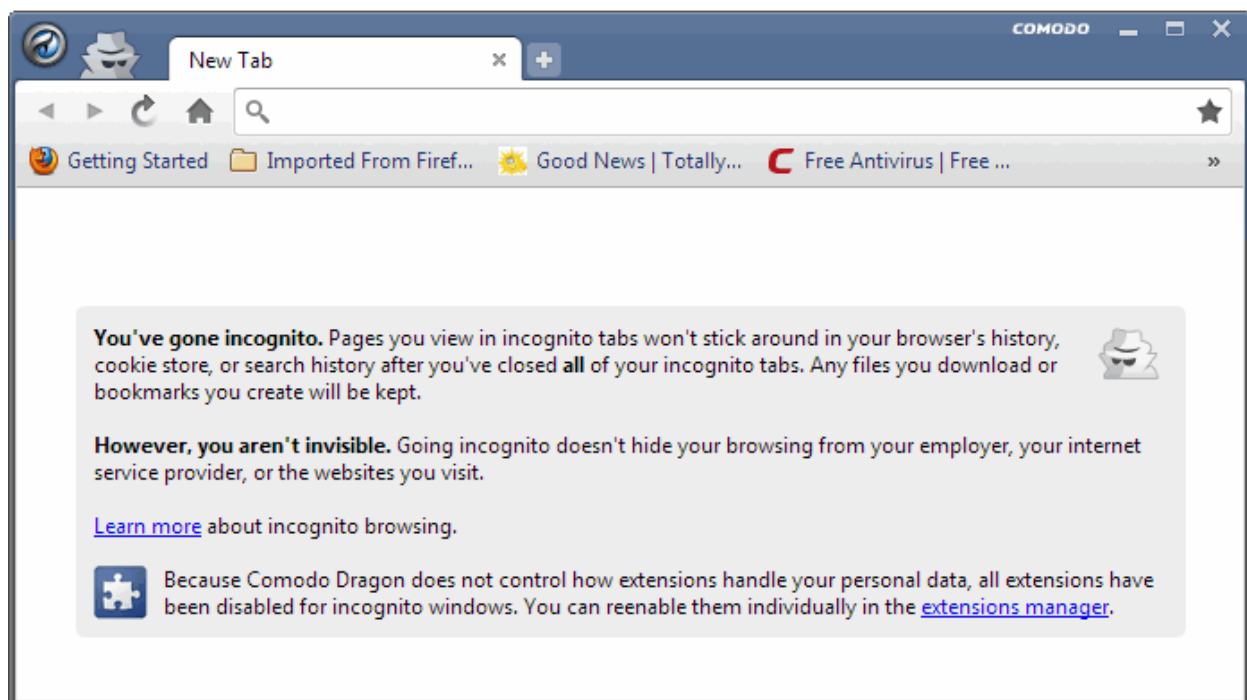 COMODO
New Tab
Getting Started Imported From Firef... Good News | Totally... Free Antivirus | Free ... »
You've gone incognito. Pages you view in incognito tabs won't stick around in your browser's history,
cookie store, or search history after you've closed all of your incognito tabs. Any files you download or
bookmarks you create will be kept.
However, you aren't invisible. Going incognito doesn't hide your browsing from your employer, your internet
service provider, or the websites you visit.
Learn more about incognito browsing.
Because Comodo Dragon does not control how extensions handle your personal data, all extensions have
been disabled for incognito windows. You can reenable them individually in the extensions manager.